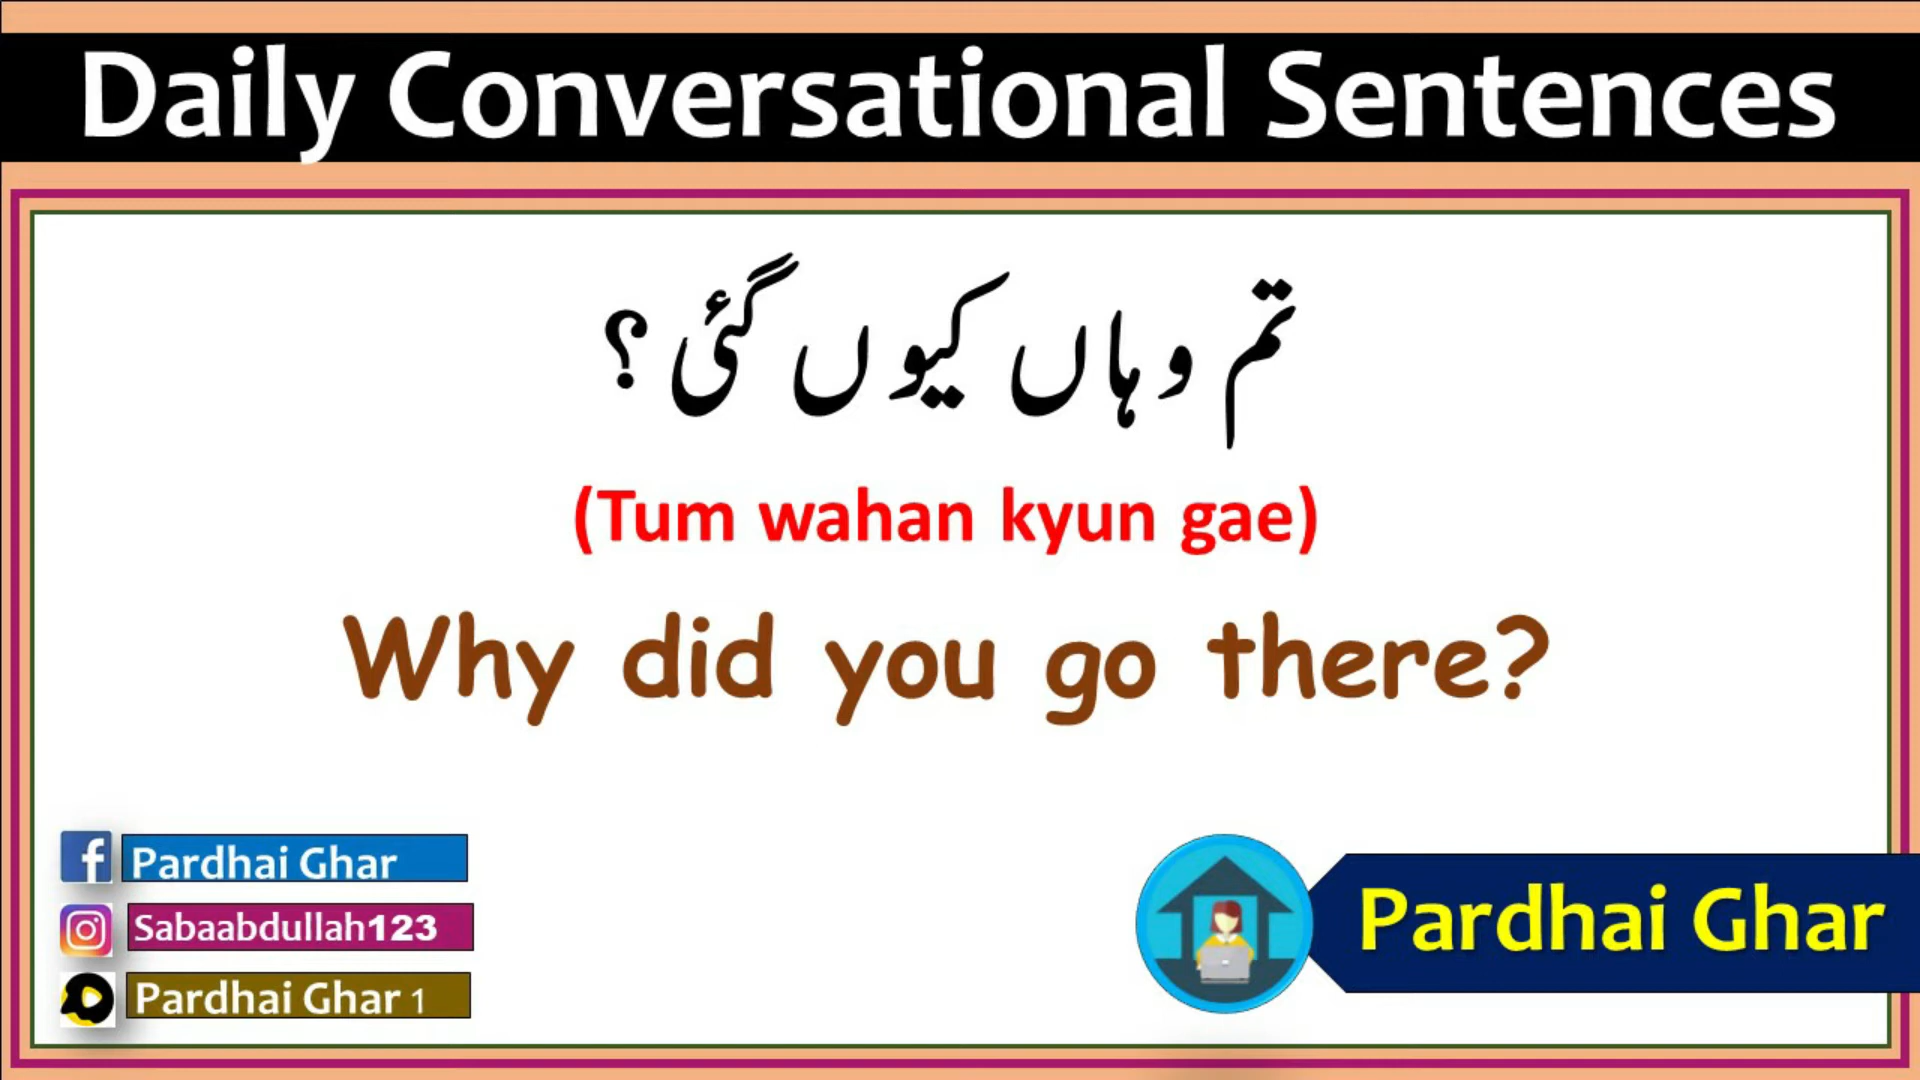 Daily Conversational Sentences
تم وہاں کیوں گئی ؟
(Tum wahan kyun gae)
Why did you go there?
Pardhai Ghar
Sabaabdullah123
Pardhai Ghar 1
Pardhai Ghar